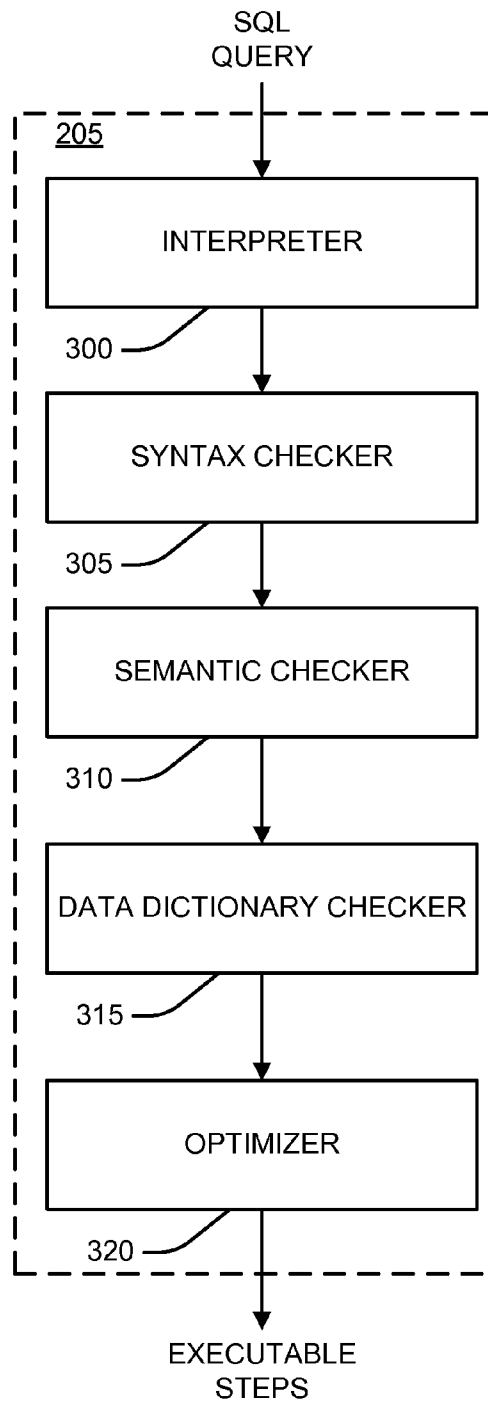 SQL
QUERY
205
INTERPRETER
300
SYNTAX CHECKER
305
SEMANTIC CHECKER
310
DATA DICTIONARY CHECKER
315
OPTIMIZER
320
EXECUTABLE
STEPS